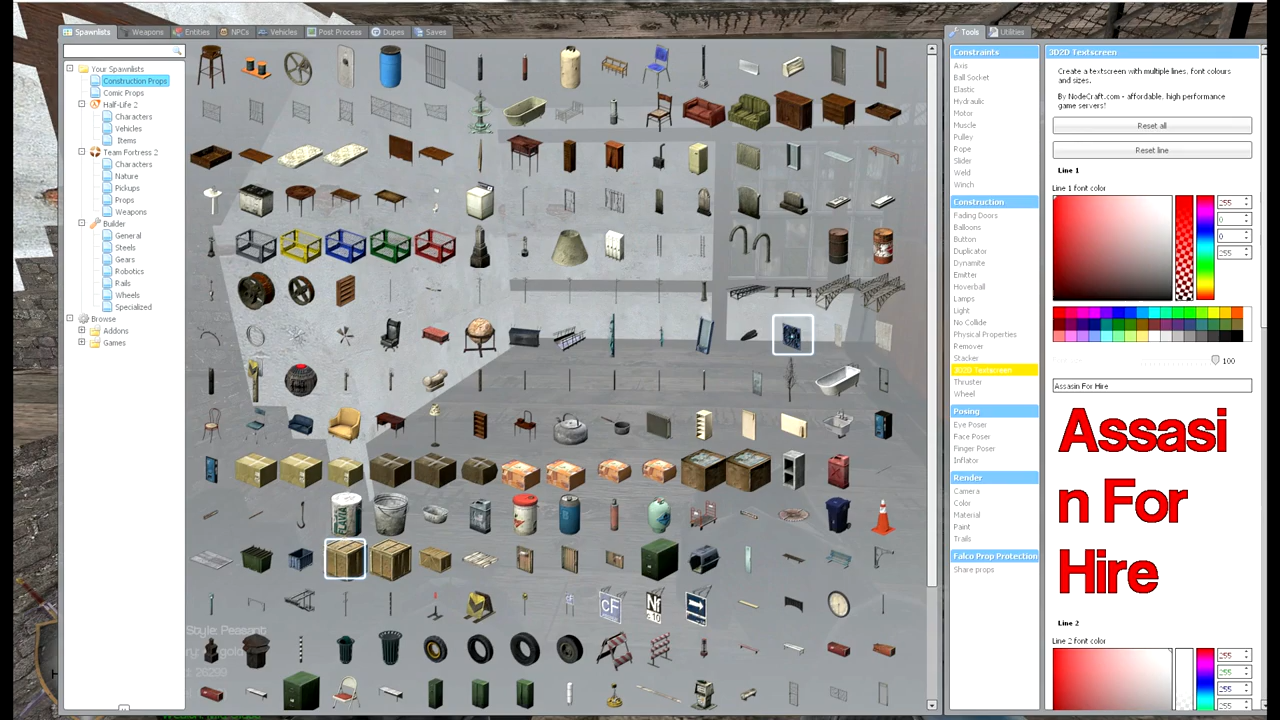 Spawnlists
Weapons
Entities
NPCs
Vehicles
Post Process
Dupes
Saves
Your Spawnlists
Construction Props
Comic Props
Half-Life 2
Characters
Vehicles
Items
Team Fortress 2
Characters
Nature
Pickups
Props
Weapons
Builder
General
Steels
Gears
Robotics
Rails
Wheels
Specialized
Browse
Addons
Games
cF
Style: Peasant
gold
26299
Tools
Utilities
Constraints
Axis
Ball Socket
Elastic
Hydraulic
Motor
Muscle
Pulley
Rope
Slider
Weld
Winch
Construction
Fading Doors
Balloons
Button
Duplicator
Dynamite
Emitter
Hoverball
Lamps
Light
No Collide
Physical Properties
Remover
Stacker
3D2D Textscreen
Thruster
Wheel
Posing
Eye Poser
Face Poser
Finger Poser
Inflator
Render
Camera
Color
Material
Paint
Trails
Falco Prop Protection
Share props
3D2D Textscreen
Create a textscreen with multiple lines, font colours
and sizes.
By NodeCraft.com - affordable, high performance
game servers!
Reset all
Reset line
Line 1
Line 1 font color
255
0
0
255
100
Assasin For Hire
Assasi
n For
Hire
Line 2
Line 2 font color
255
255
255
255